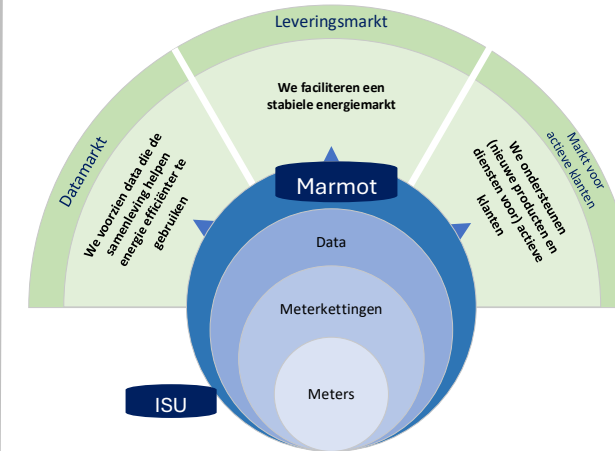 Leveringsmarkt
We faciliteren een
stabiele energiemarkt
Datamarkt
We voorzien data die de
samenleving helpen
energie efficiënter te
gebruiken
Markt voor
actieve klanten
We ondersteunen
(nieuwe producten en
diensten voor) actieve
klanten
Marmot
Data
Meterkettingen
Meters
ISU